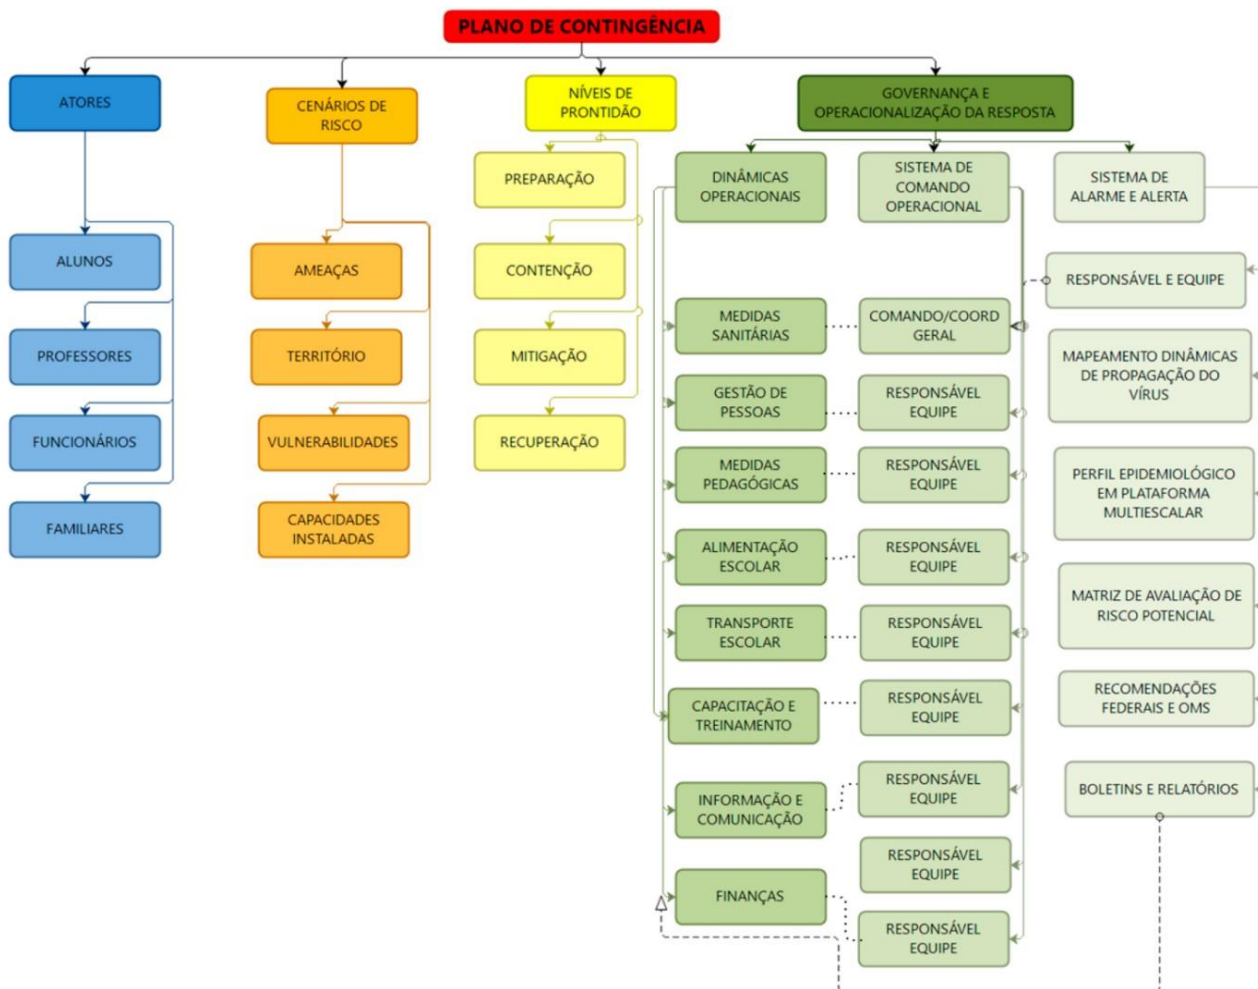 PLANO DE CONTINGÊNCIA
ATORES
ALUNOS
PROFESSORES
FUNCIONÁRIOS
FAMILIARES
CENÁRIOS DE
RISCO
AMEAÇAS
TERRITÓRIO
VULNERABILIDADES
CAPACIDADES
INSTALADAS
NÍVEIS DE
PRONTIDÃO
PREPARAÇÃO
CONTENÇÃO
MITIGAÇÃO
RECUPERAÇÃO
GOVERNANÇA E
OPERACIONALIZAÇÃO DA RESPOSTA
DINÂMICAS
OPERACIONAIS
MEDIDAS
SANITÁRIAS
GESTÃO DE
PESSOAS
MEDIDAS
PEDAGÓGICAS
ALIMENTAÇÃO
ESCOLAR
TRANSPORTE
ESCOLAR
CAPACITAÇÃO E
TREINAMENTO
INFORMAÇÃO E
COMUNICAÇÃO
FINANÇAS
SISTEMA DE
COMANDO
OPERACIONAL
COMANDO/COORD
GERAL
RESPONSÁVEL
EQUIPE
RESPONSÁVEL
EQUIPE
RESPONSÁVEL
EQUIPE
RESPONSÁVEL
EQUIPE
RESPONSÁVEL
EQUIPE
RESPONSÁVEL
EQUIPE
RESPONSÁVEL
EQUIPE
RESPONSÁVEL
EQUIPE
SISTEMA DE
ALARME E ALERTA
RESPONSÁVEL E EQUIPE
MAPEAMENTO DINÂMICAS
DE PROPAGAÇÃO DO
VÍRUS
PERFIL EPIDEMIOLÓGICO
EM PLATAFORMA
MULTIESCALAR
MATRIZ DE AVALIAÇÃO DE
RISCO POTENCIAL
RECOMENDAÇÕES
FEDERAIS E OMS
BOLETINS E RELATÓRIOS